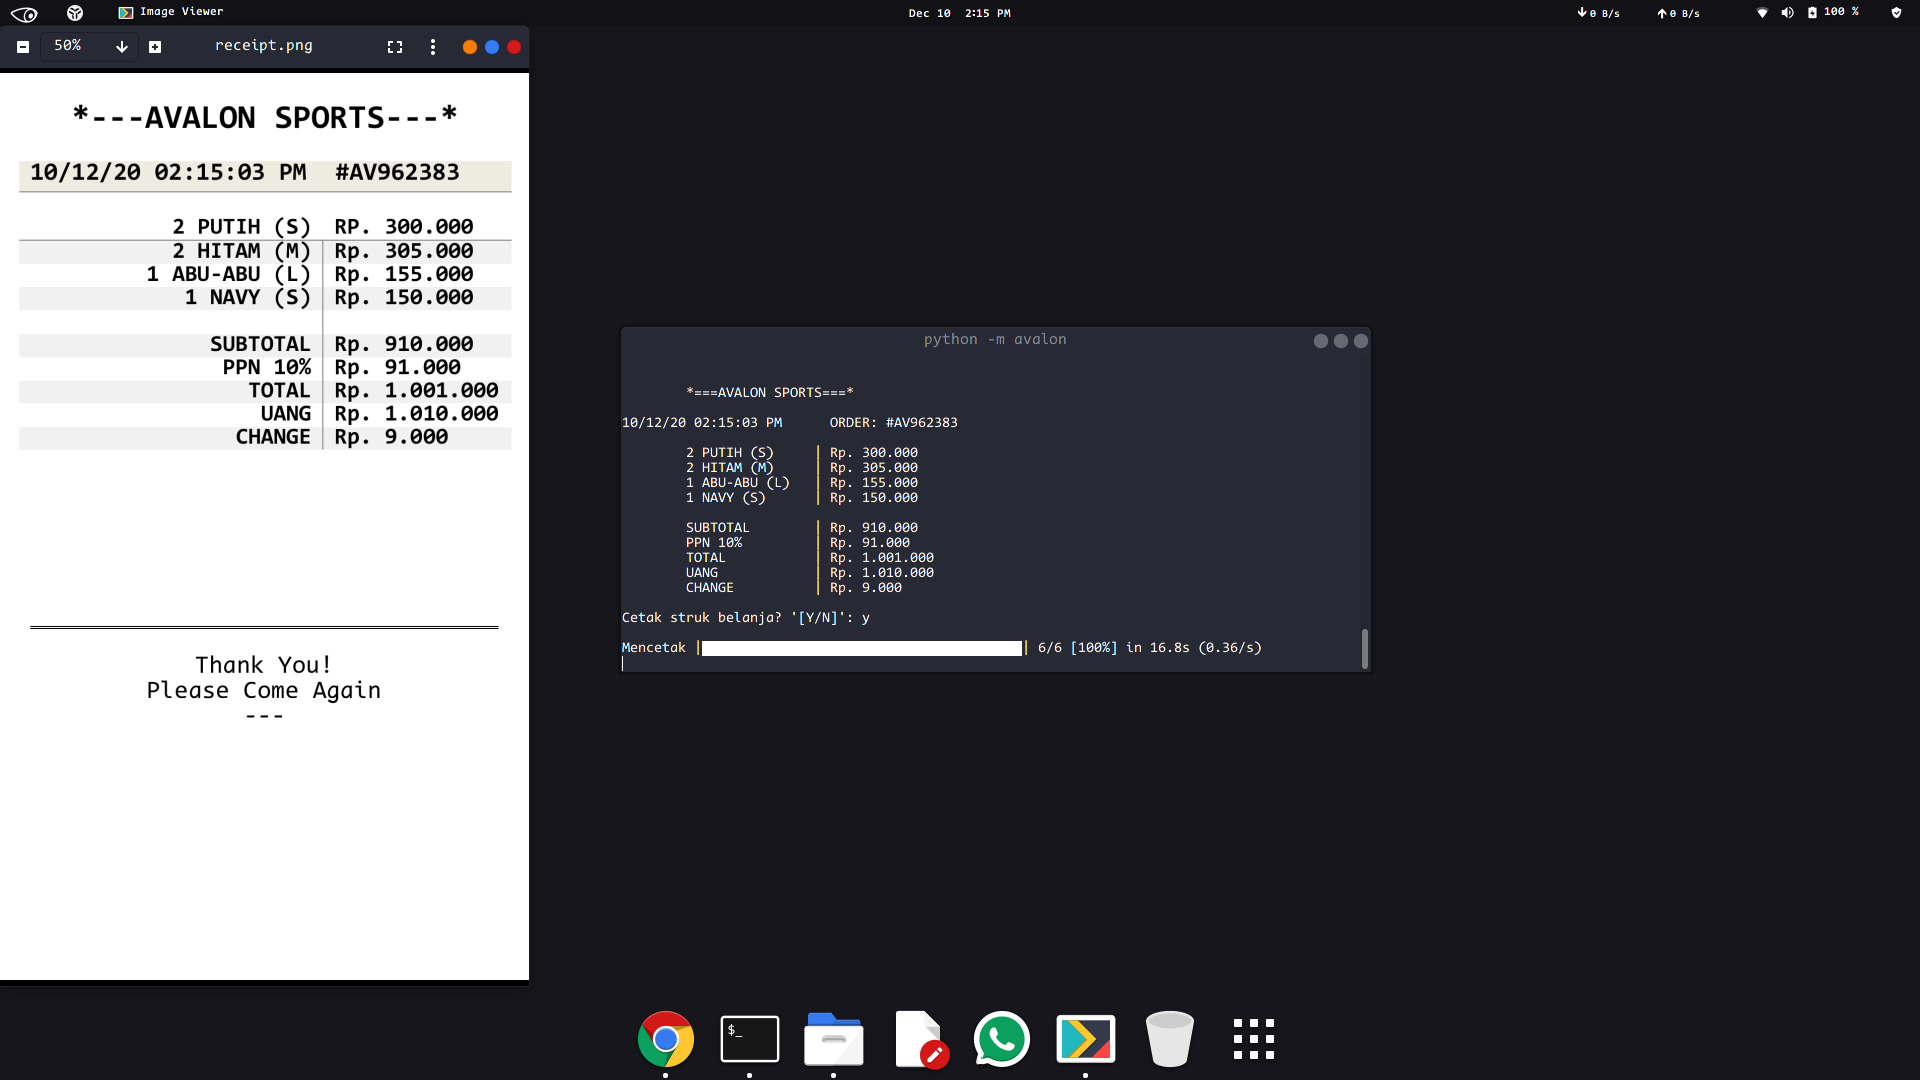 Image Viewer
Dec 10 2:15 PM
0 B/s 0 B/s 100 %
50% receipt.png
*---AVALON SPORTS---*
10/12/20 02:15:03 PM #AV962383
2 PUTIH (S) RP. 300.000
2 HITAM (M) Rp. 305.000
1 ABU-ABU (L) Rp. 155.000
1 NAVY (S) Rp. 150.000
SUBTOTAL Rp. 910.000
PPN 10% Rp. 91.000
TOTAL Rp. 1.001.000
UANG Rp. 1.010.000
CHANGE Rp. 9.000
Thank You!
Please Come Again
---
python -m avalon
*===AVALON SPORTS===*
10/12/20 02:15:03 PM ORDER: #AV962383
2 PUTIH (S) | Rp. 300.000
2 HITAM (M) | Rp. 305.000
1 ABU-ABU (L) | Rp. 155.000
1 NAVY (S) | Rp. 150.000
SUBTOTAL | Rp. 910.000
PPN 10% | Rp. 91.000
TOTAL | Rp. 1.001.000
UANG | Rp. 1.010.000
CHANGE | Rp. 9.000
Cetak struk belanja? '[Y/N]': y
Mencetak | | 6/6 [100%] in 16.8s (0.36/s)
$_